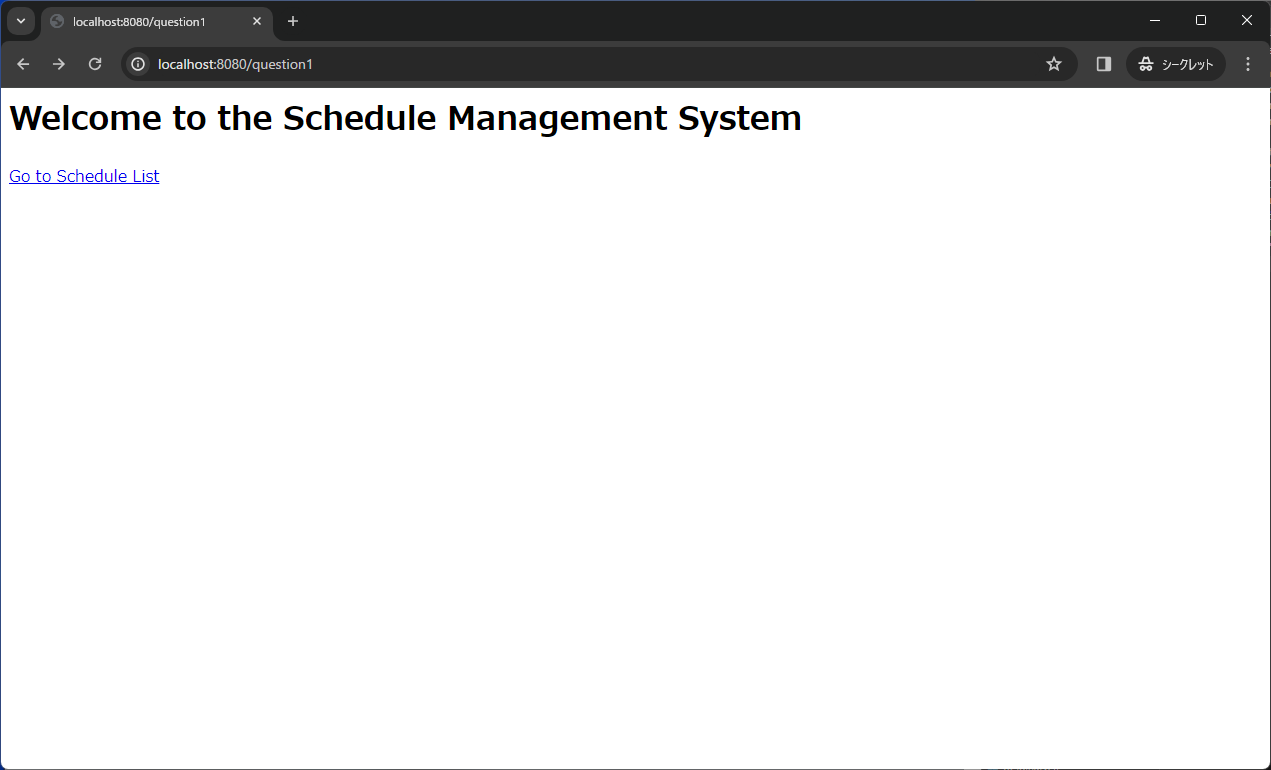 localhost:8080/question1
localhost:8080/question1
シークレット
Welcome to the Schedule Management System
Go to Schedule List